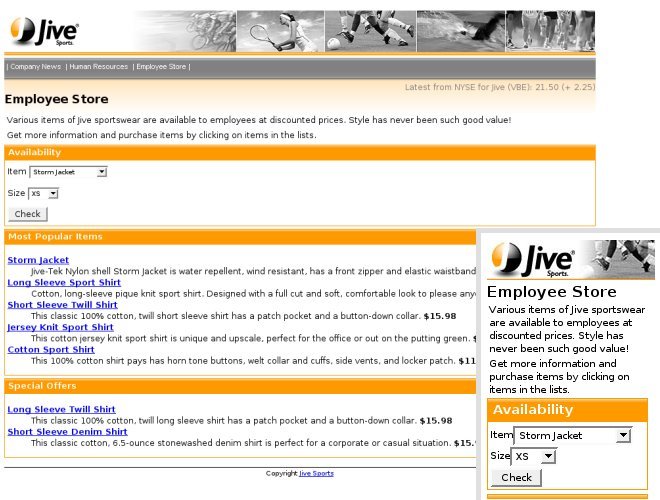 Jive
Sports.
| Company News | Human Resources | Employee Store |
Latest from NYSE for Jive (VBE): 21.50 (+ 2.25)
Employee Store
Various items of Jive sportswear are available to employees at discounted prices. Style has never been such good value!
Get more information and purchase items by clicking on items in the lists.
Availability
Item Storm Jacket
Size XS
Check
Most Popular Items
Storm Jacket
Jive-Tek Nylon shell Storm Jacket is water repellent, wind resistant, has a front zipper and elastic waistband
Long Sleeve Sport Shirt
Cotton, long-sleeve pique knit sport shirt. Designed with a full cut and soft, comfortable look to please any
Short Sleeve Twill Shirt
This classic 100% cotton, twill short sleeve shirt has a patch pocket and a button-down collar. $15.98
Jersey Knit Sport Shirt
This cotton jersey knit sport shirt is unique and upscale, perfect for the office or out on the putting green. $
Cotton Sport Shirt
This 100% cotton shirt pays has horn tone buttons, welt collar and cuffs, side vents, and locker patch. $11
Special Offers
Long Sleeve Twill Shirt
This classic 100% cotton, twill long sleeve shirt has a patch pocket and a button-down collar. $15.98
Short Sleeve Denim Shirt
This classic cotton, 6.5-ounce stonewashed denim shirt is perfect for a corporate or casual situation. $15.
Copyright Jive Sports
Jive
Sports.
Employee Store
Various items of Jive sportswear
are available to employees at
discounted prices. Style has
never been such good value!
Get more information and
purchase items by clicking on
items in the lists.
Availability
Item Storm Jacket
Size XS
Check